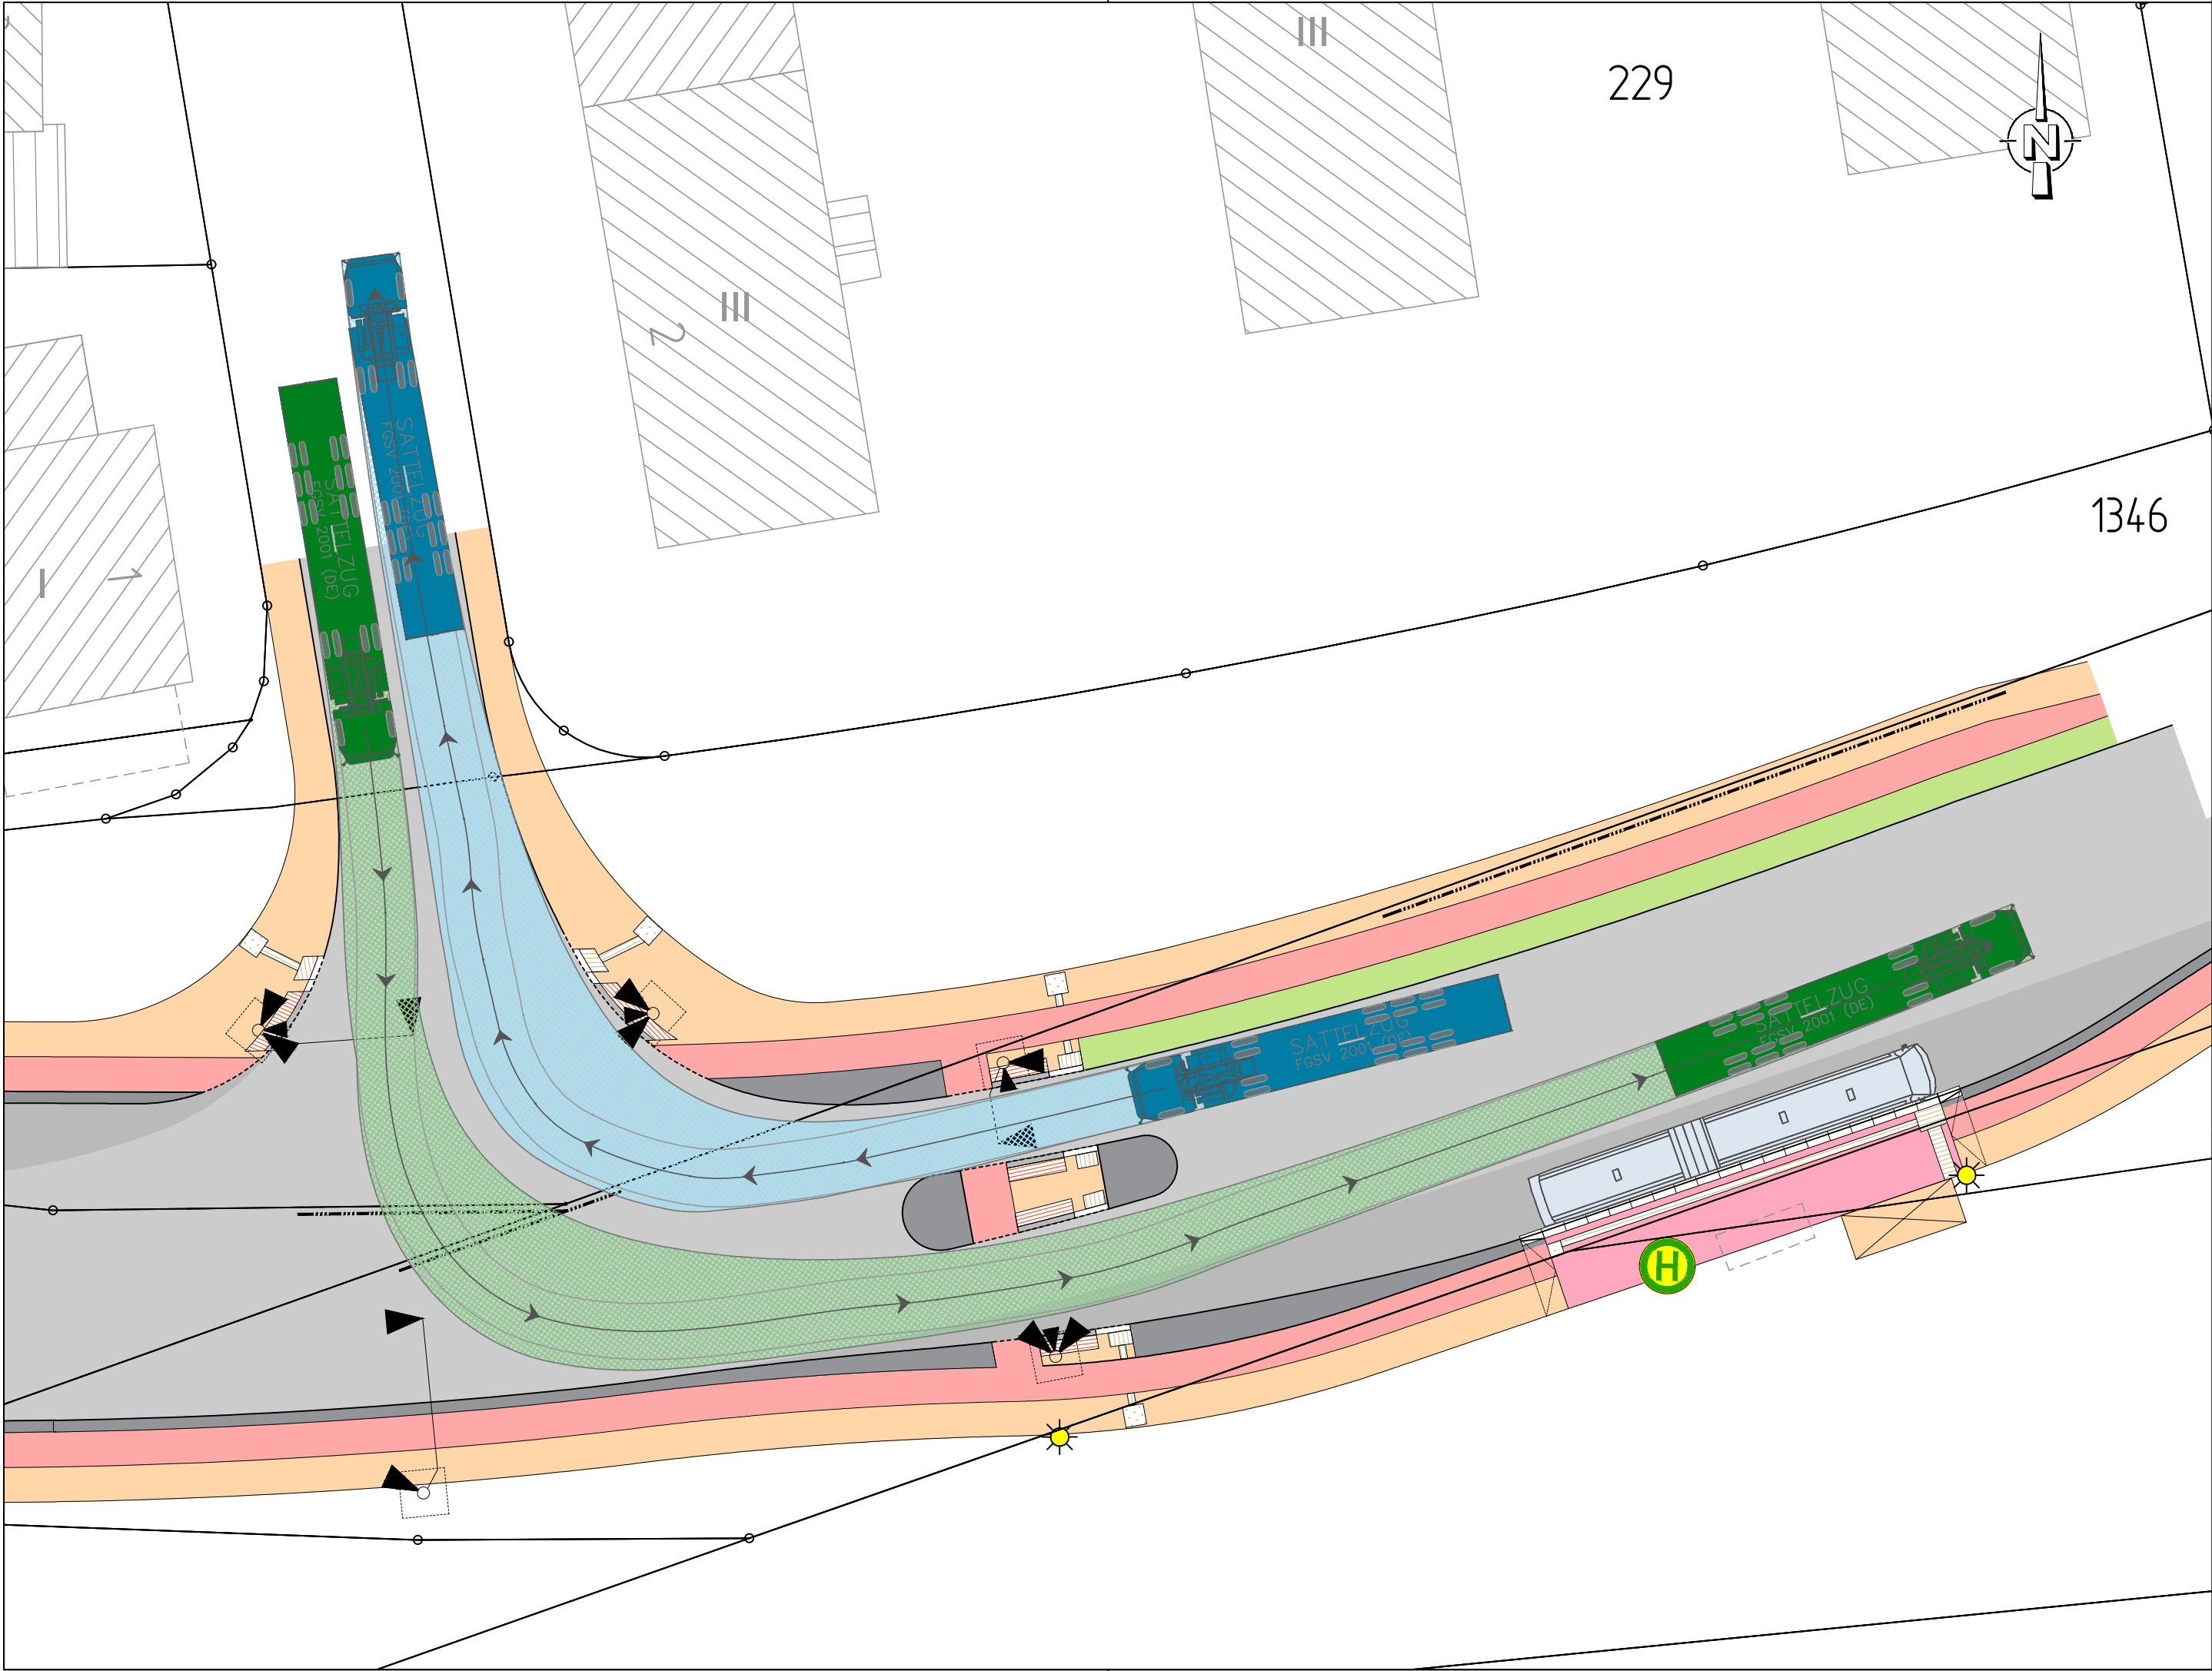 III
229
N
III
2
1346
SATTELZUG
FGSV 2001 (DE)
SATTELZUG
FGSV 2001 (DE)
I
1
SATTELZUG
FGSV 2001 (DE)
SATTELZUG
FGSV 2001 (DE)
H